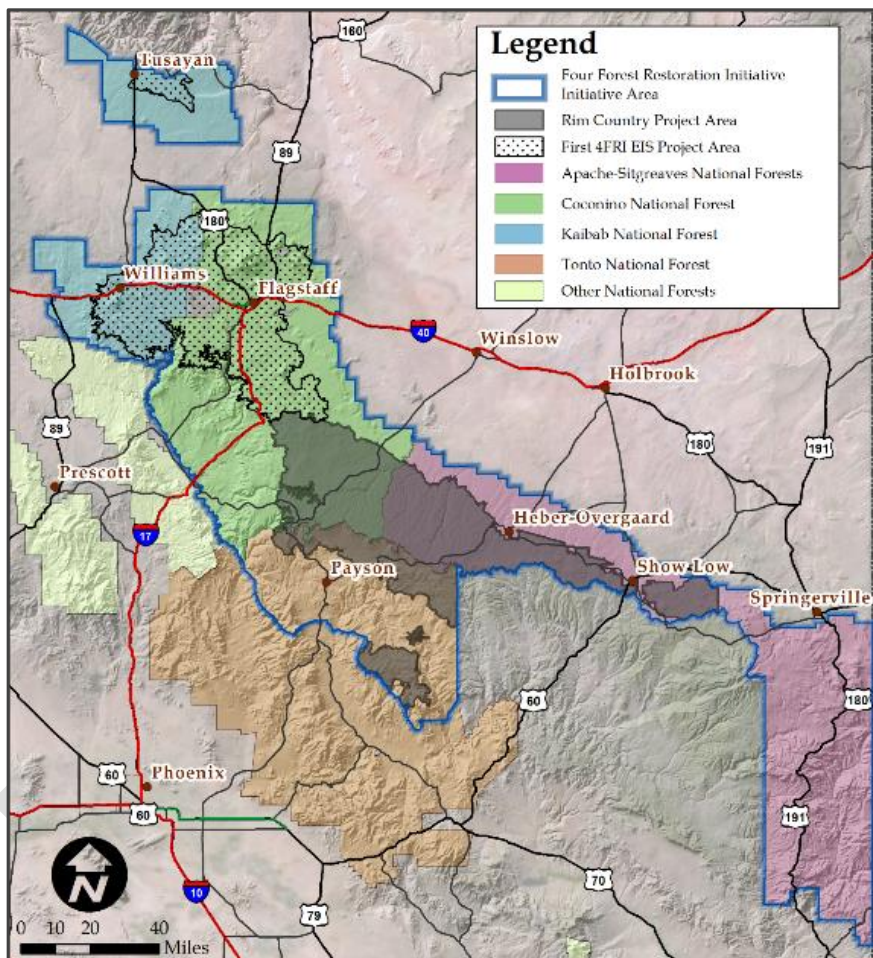 Legend
Four Forest Restoration Initiative
Initiative Area
Rim Country Project Area
First 4FRI EIS Project Area
Apache-Sitgreaves National Forests
Coconino National Forest
Kaibab National Forest
Tonto National Forest
Other National Forests
160
Tusayan
89
180
Williams
Flagstaff
40
Winslow
Holbrook
89
180
191
Prescott
Heber-Overgaard
17
Payson
Show Low
Springerville
60
180
60
Phoenix
60
191
N
10
70
79
0 10 20 40
Miles